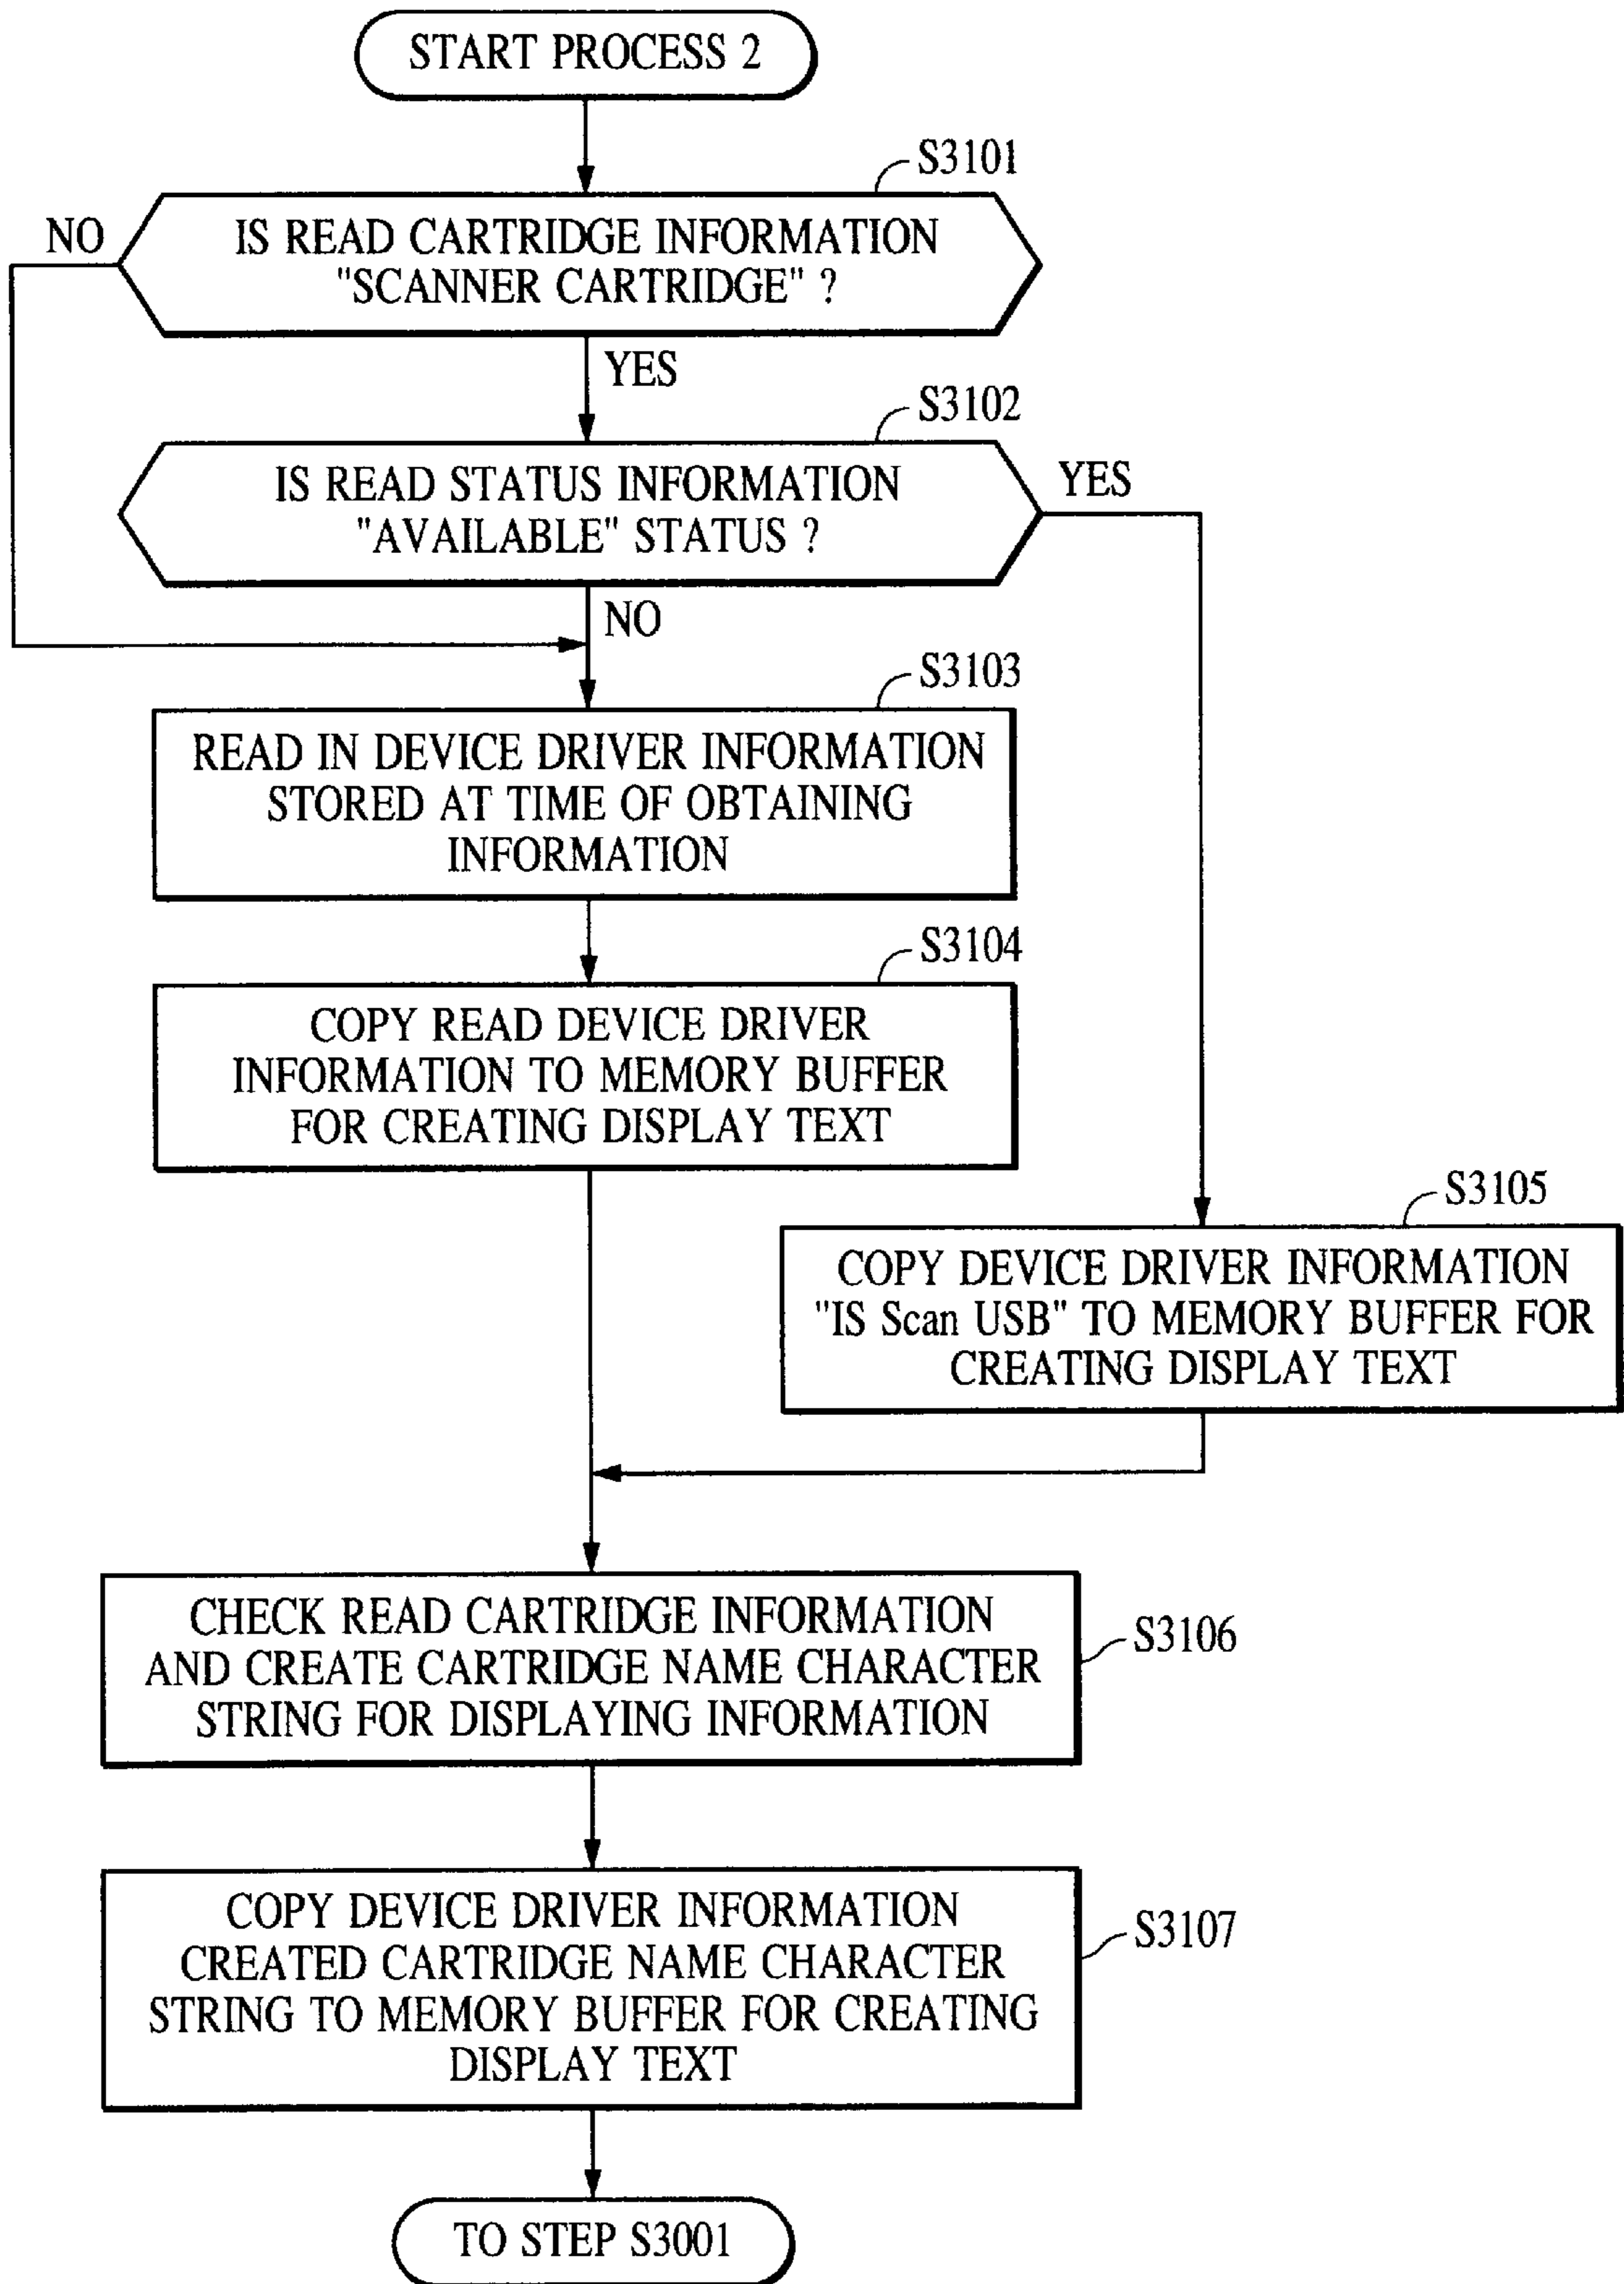 START PROCESS 2
S3101
NO
IS READ CARTRIDGE INFORMATION
"SCANNER CARTRIDGE" ?
YES
S3102
IS READ STATUS INFORMATION
"AVAILABLE" STATUS ?
YES
NO
S3103
READ IN DEVICE DRIVER INFORMATION
STORED AT TIME OF OBTAINING
INFORMATION
S3104
COPY READ DEVICE DRIVER
INFORMATION TO MEMORY BUFFER
FOR CREATING DISPLAY TEXT
S3105
COPY DEVICE DRIVER INFORMATION
"IS Scan USB" TO MEMORY BUFFER FOR
CREATING DISPLAY TEXT
CHECK READ CARTRIDGE INFORMATION
AND CREATE CARTRIDGE NAME CHARACTER
STRING FOR DISPLAYING INFORMATION
S3106
COPY DEVICE DRIVER INFORMATION
CREATED CARTRIDGE NAME CHARACTER
STRING TO MEMORY BUFFER FOR CREATING
DISPLAY TEXT
S3107
TO STEP S3001